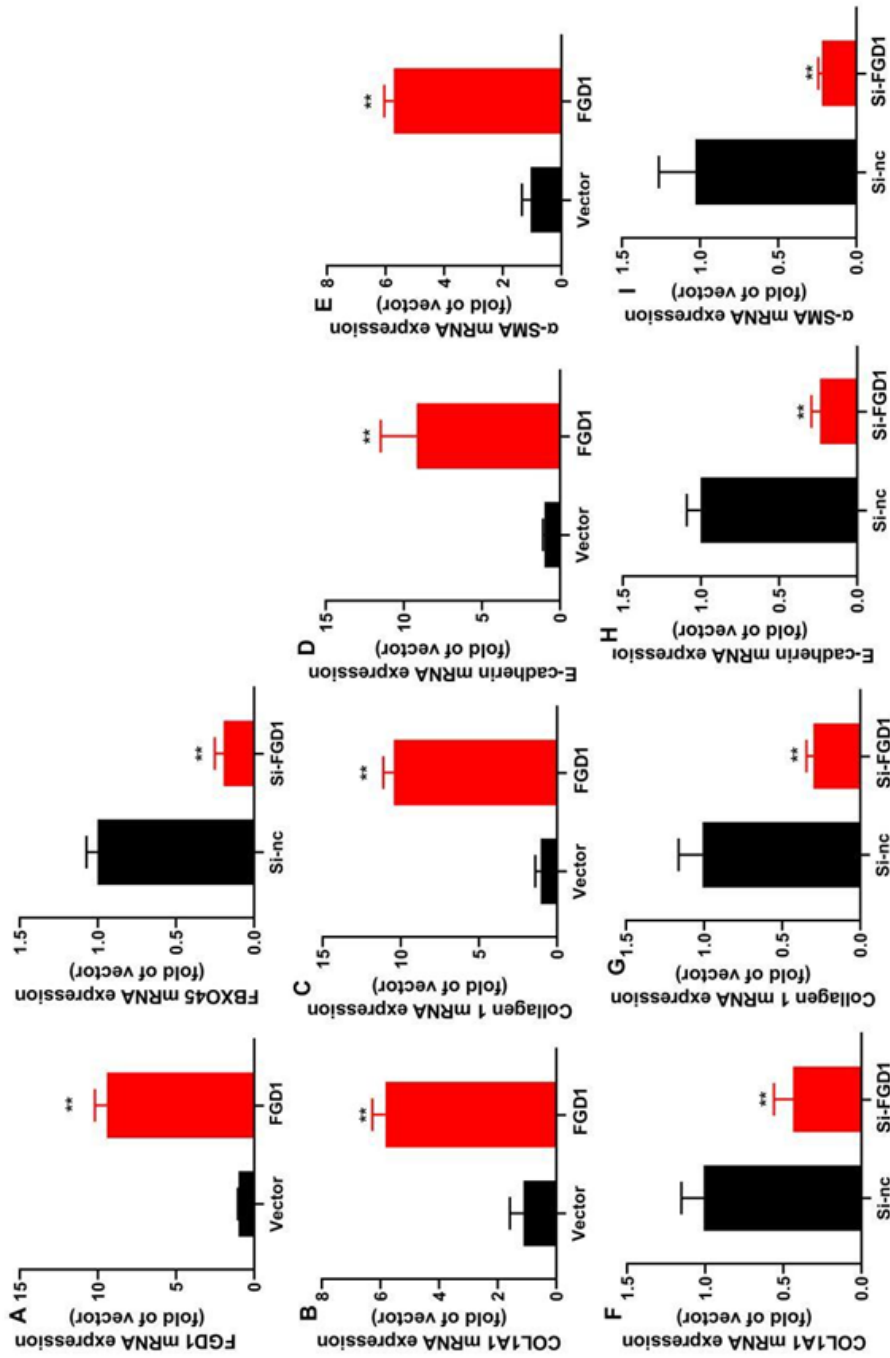 A
FGD1 mRNA expression
(fold of vector)
15
10
5
0
**
Vector
FGD1
FBXO45 mRNA expression
(fold of vector)
1.5
1.0
0.5
0.0
**
Si-nc
Si-FGD1
B
COL1A1 mRNA expression
(fold of vector)
8
6
4
2
0
**
Vector
FGD1
C
Collagen 1 mRNA expression
(fold of vector)
15
10
5
0
**
Vector
FGD1
D
E-cadherin mRNA expression
(fold of vector)
15
10
5
0
**
Vector
FGD1
E
α-SMA mRNA expression
(fold of vector)
8
6
4
2
0
**
Vector
FGD1
F
COL1A1 mRNA expression
(fold of vector)
1.5
1.0
0.5
0.0
**
Si-nc
Si-FGD1
G
Collagen 1 mRNA expression
(fold of vector)
1.5
1.0
0.5
0.0
**
Si-nc
Si-FGD1
H
E-cadherin mRNA expression
(fold of vector)
1.5
1.0
0.5
0.0
**
Si-nc
Si-FGD1
I
α-SMA mRNA expression
(fold of vector)
1.5
1.0
0.5
0.0
**
Si-nc
Si-FGD1